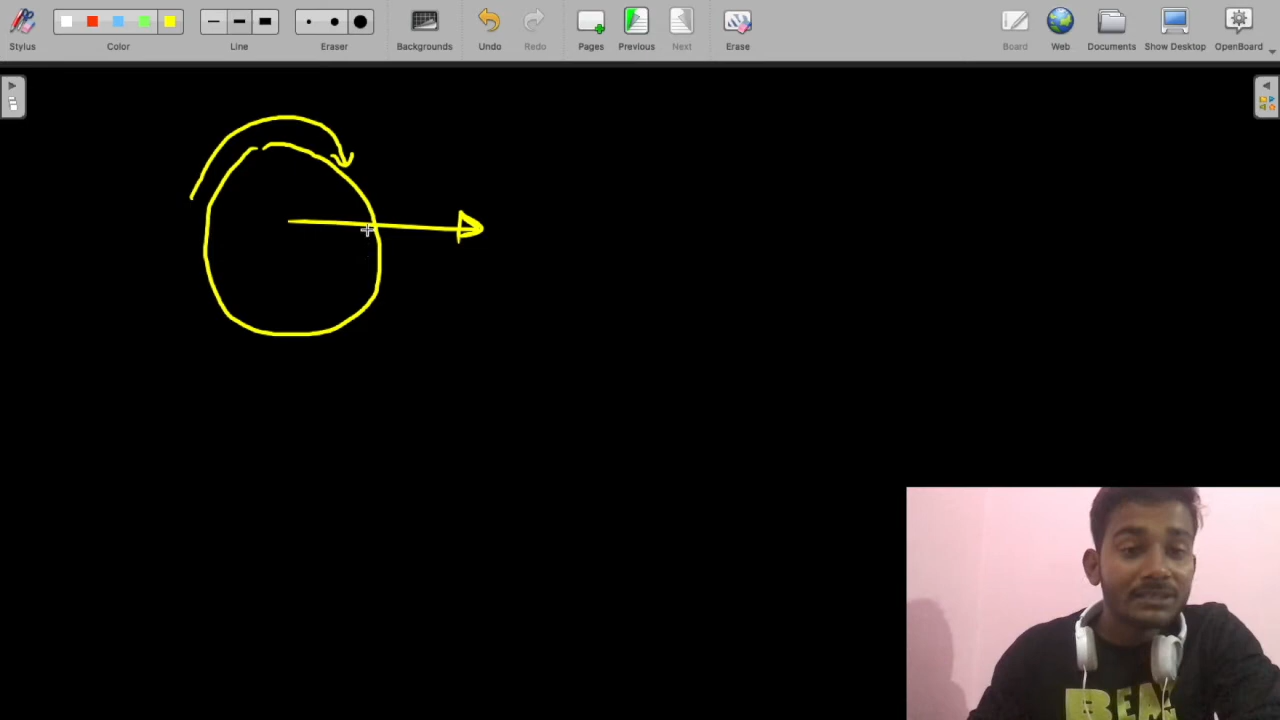 Stylus
Color
Line
Eraser
Backgrounds
Undo
Redo
Pages
Previous
Next
Erase
Board
Web
Documents
Show Desktop
OpenBoard